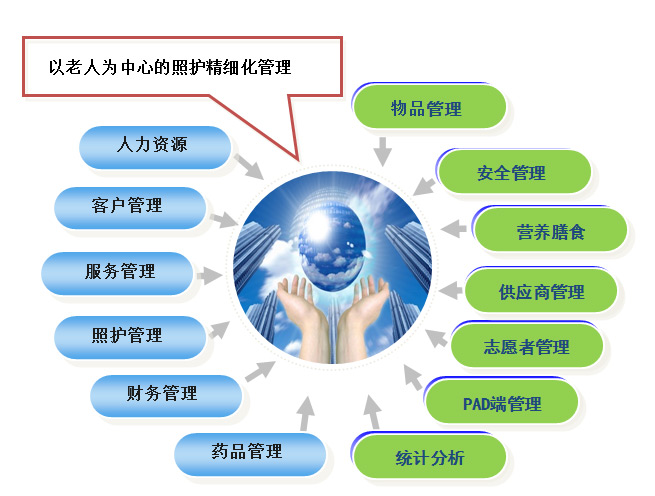 以老人为中心的照护精细化管理
人力资源
客户管理
服务管理
照护管理
财务管理
药品管理
物品管理
安全管理
营养膳食
供应商管理
志愿者管理
PAD端管理
统计分析